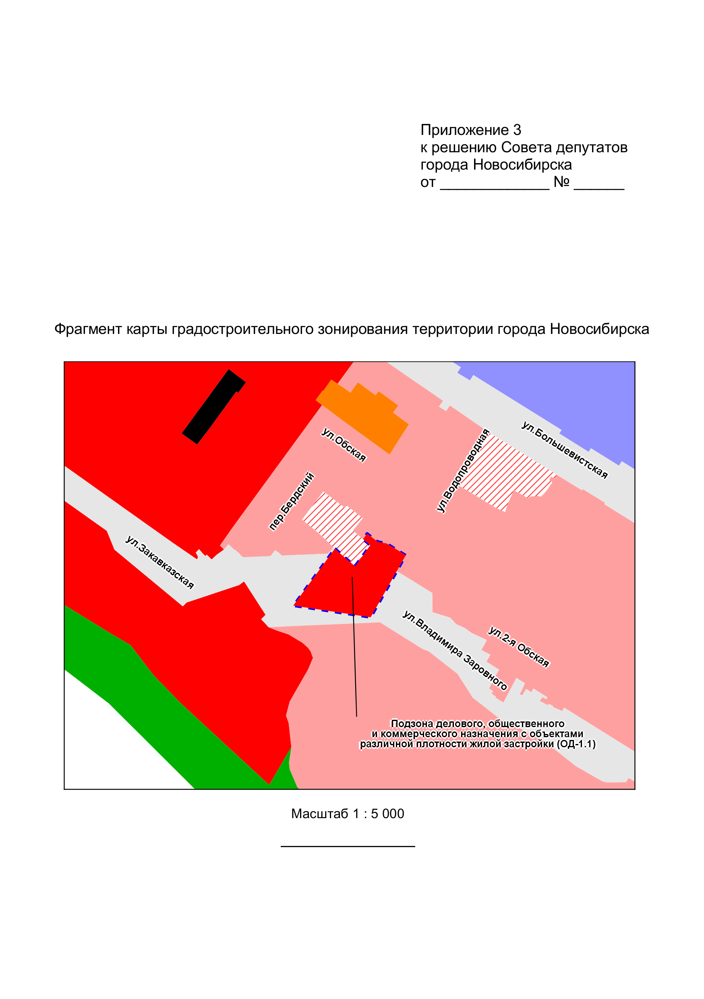 Приложение 3
к решению Совета депутатов
города Новосибирска
от _____________ № ______
Фрагмент карты градостроительного зонирования территории города Новосибирска
ул.Большевистская
ул.Обская
ул.Водопроводная
пер.Бердский
ул.Закавказская
ул.Владимира Заровного
ул.2-я Обская
Подзона делового, общественного
и коммерческого назначения с объектами
различной плотности жилой застройки (ОД-1.1)
Масштаб 1 : 5 000